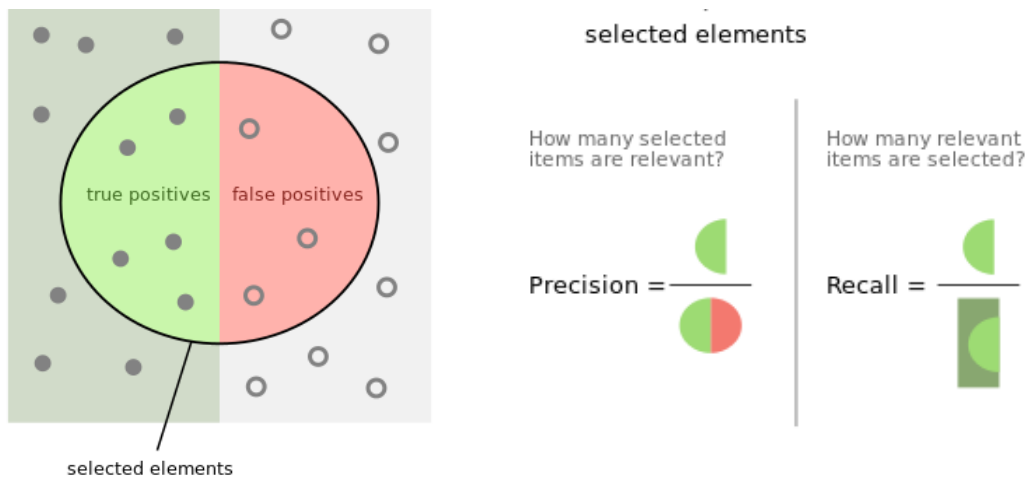 true positives
false positives
selected elements
selected elements
How many selected
items are relevant?
Precision =
How many relevant
items are selected?
Recall =